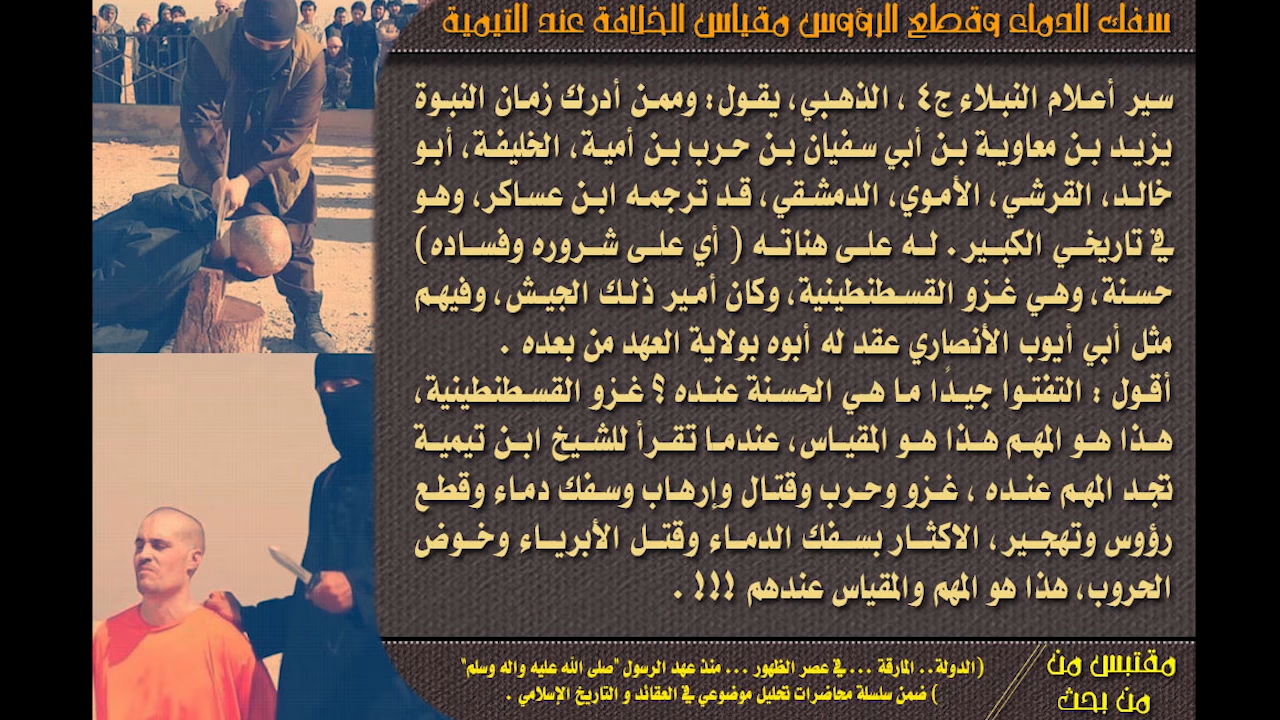 سفك الدماء وقطع الرؤوس مقياس الخلافة عند التيمية
سير أعلام النبلاء ج٤ ، الذهبي، يقول: وممن أدرك زمان النبوة
يزيد بن معاوية بن أبي سفيان بن حرب بن أمية، الخليفة، أبو
خالد، القرشي، الأموي، الدمشقي، قد ترجمه ابن عساكر، وهو
في تاريخي الكبير. له على هناته ( أي على شروره وفساده)
حسنة، وهي غزو القسطنطينية، وكان أمير ذلك الجيش، وفيهم
مثل أبي أيوب الأنصاري عقد له أبوه بولاية العهد من بعده .
أقول : التفتوا جيدًا ما هي الحسنة عنده ؟ غزو القسطنطينية،
هذا هو المهم هذا هو المقياس، عندما تقرأ للشيخ ابن تيمية
تجد المهم عنده ، غزو وحرب وقتال وإرهاب وسفك دماء وقطع
رؤوس وتهجير، الاكثار بسفك الدماء وقتل الأبرياء وخوض
الحروب، هذا هو المهم والمقياس عندهم !!! .
مقتبس من
من بحث
(الدولة.. المارقة ...في عصر الظهور ... منذ عهد الرسول "صلى الله عليه واله وسلم"
) ضمن سلسلة محاضرات تحليل موضوعي في العقائد و التاريخ الإسلامي .